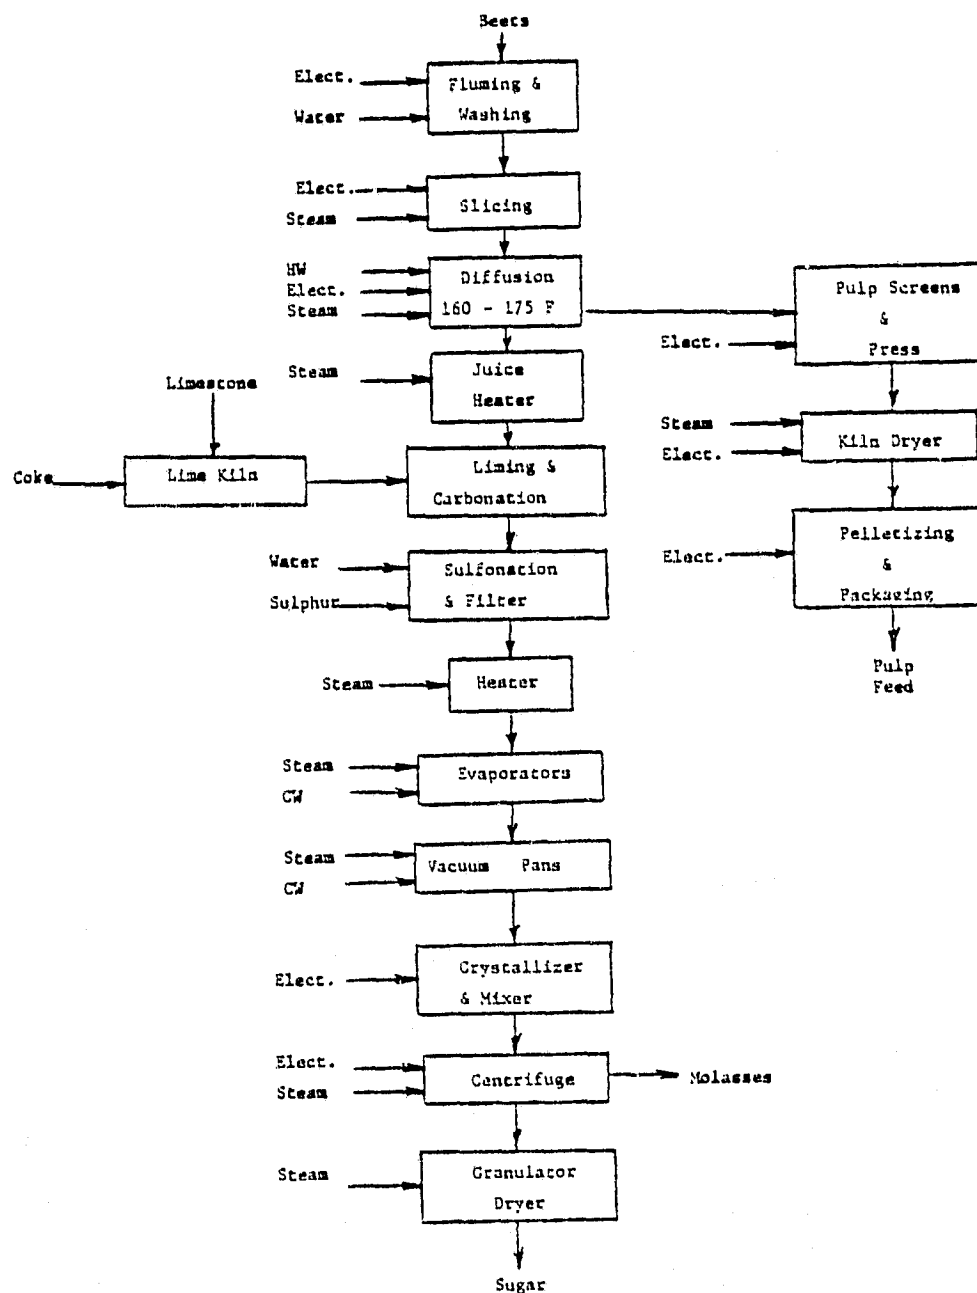 Beets
Elect.
Fluming &
Water
Washing
Elect.
Slicing
Steam
HW
Diffusion
Elect.
160 - 175 F
Steam
Pulp Screens
&
Elect.
Press
Steam
Juice
Heater
Limestone
Steam
Kiln Dryer
Elect.
Coke
Lime Kiln
Liming &
Carbonation
Pelletizing
Elect.
&
Packaging
Water
Sulfonation
Sulphur
& Filter
Pulp
Feed
Steam
Heater
Steam
Evaporators
CW
Steam
Vacuum Pans
CW
Elect.
Crystallizer
& Mixer
Elect.
Centrifuge
Molasses
Steam
Steam
Granulator
Dryer
Sugar